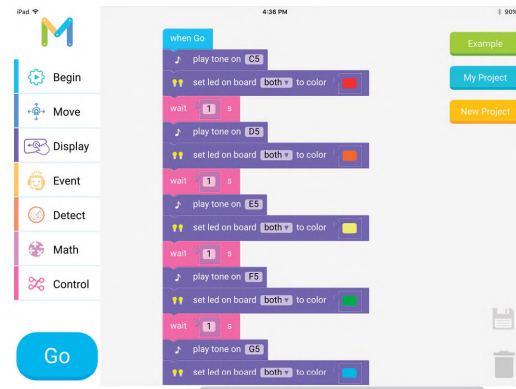 iPad
4:36 PM
90%
Begin
Move
Display
Event
Detect
Math
Control
Go
when Go
play tone on C5
set led on board both to color
wait 1 s
play tone on D5
set led on board both to color
wait 1 s
play tone on E5
set led on board both to color
wait 1 s
play tone on F5
set led on board both to color
wait 1 s
play tone on G5
set led on board both to color
Example
My Project
New Project